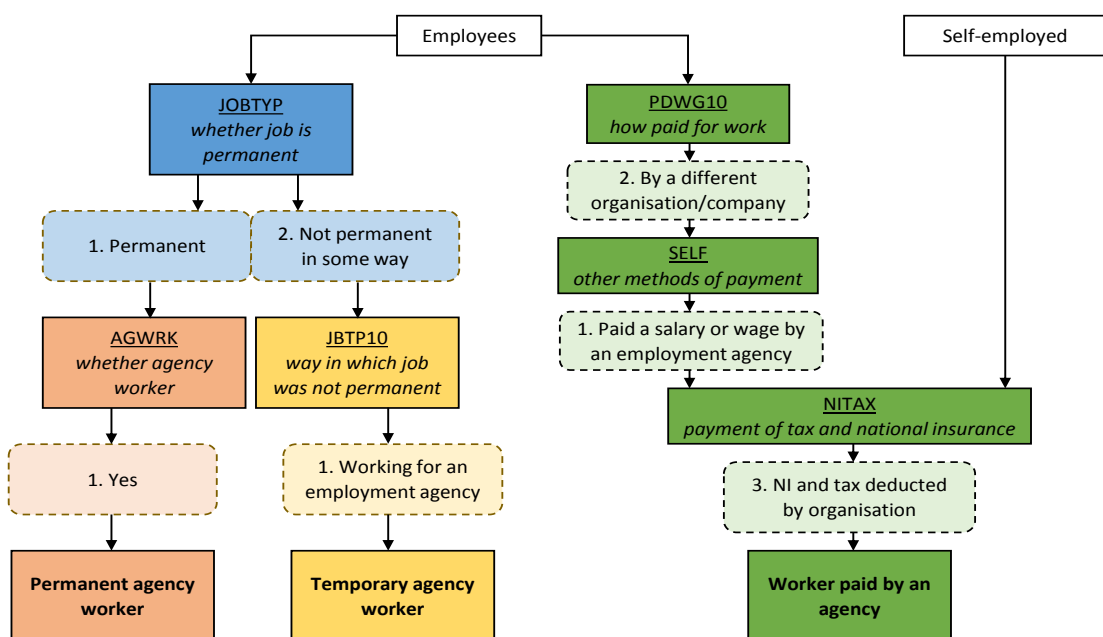 Employees
Self-employed
JOBTYP
whether job is
permanent
PDWG10
how paid for work
2. By a different
organisation/company
1. Permanent
2. Not permanent
in some way
SELF
other methods of payment
AGWRK
whether agency
worker
JBTP10
way in which job
was not permanent
1. Paid a salary or wage by
an employment agency
NITAX
payment of tax and national insurance
1. Yes
1. Working for an
employment agency
3. NI and tax deducted
by organisation
Permanent agency
worker
Temporary agency
worker
Worker paid by an
agency